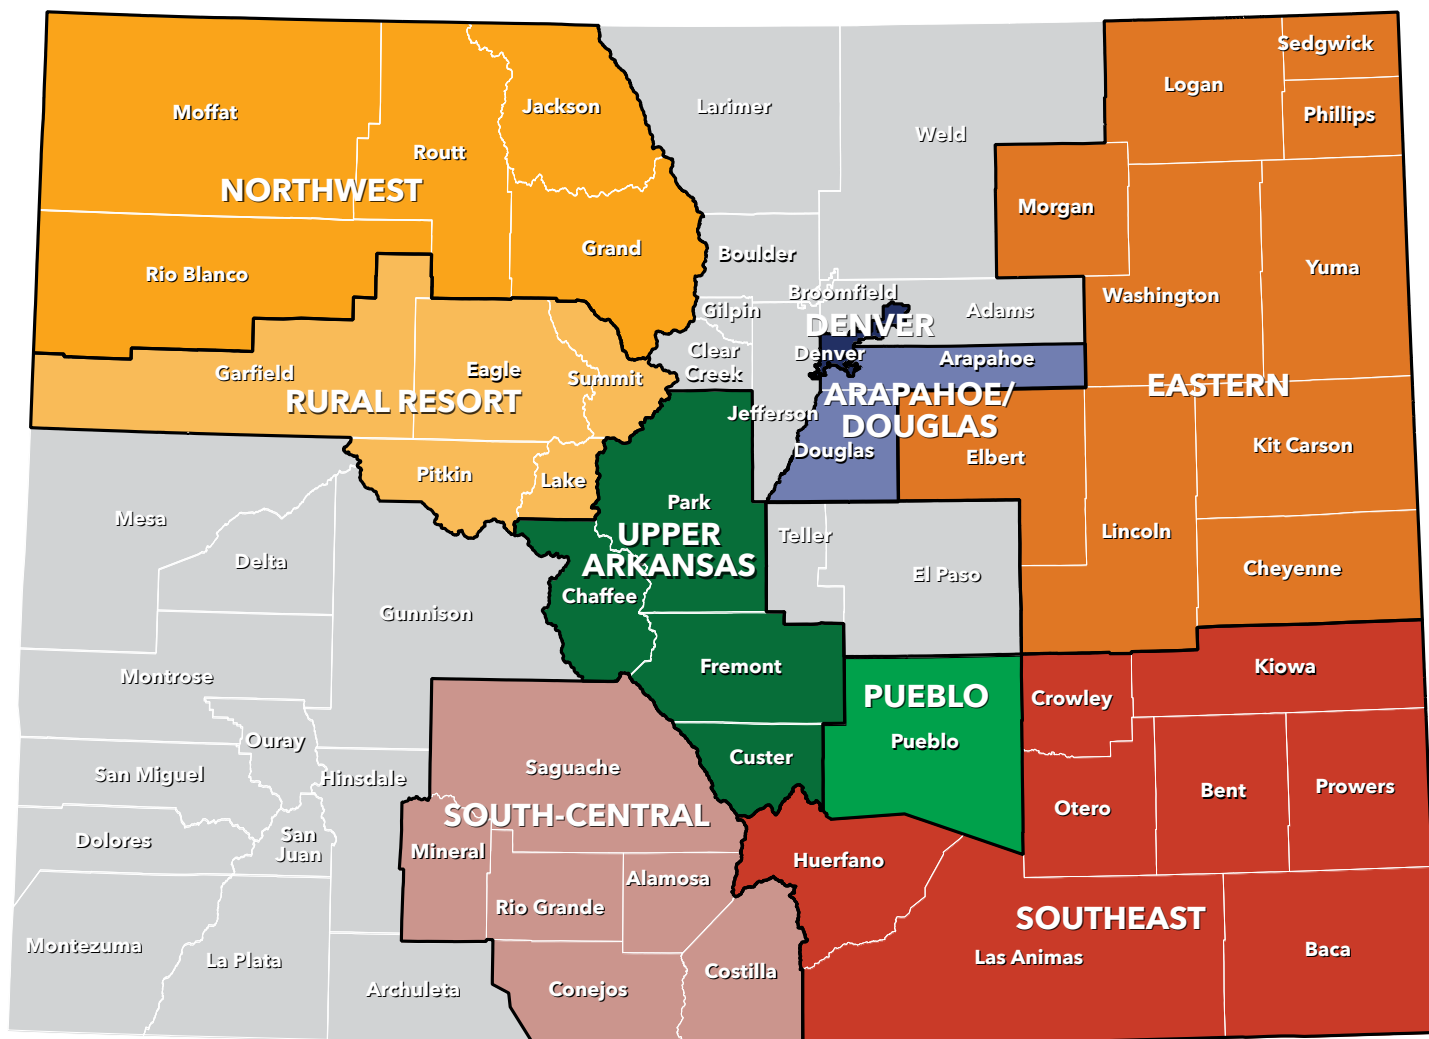 Sedgwick
Logan
Phillips
Moffat
Jackson
Larimer
Weld
Routt
NORTHWEST
Morgan
Grand
Boulder
Rio Blanco
Yuma
Broomfield
Washington
Gilpin
Adams
DENVER
Clear
Creek
Denver
Arapahoe
Garfield
Eagle
Summit
EASTERN
RURAL RESORT
ARAPAHOE/
DOUGLAS
Jefferson
Douglas
Elbert
Kit Carson
Pitkin
Lake
Park
Mesa
UPPER
ARKANSAS
Teller
Lincoln
Delta
El Paso
Cheyenne
Chaffee
Gunnison
Fremont
Kiowa
Montrose
PUEBLO
Crowley
Pueblo
Ouray
Custer
San Miguel
Hinsdale
Saguache
Bent
Prowers
Otero
SOUTH-CENTRAL
Dolores
San
Juan
Mineral
Huerfano
Alamosa
Rio Grande
SOUTHEAST
Montezuma
La Plata
Las Animas
Baca
Costilla
Archuleta
Conejos